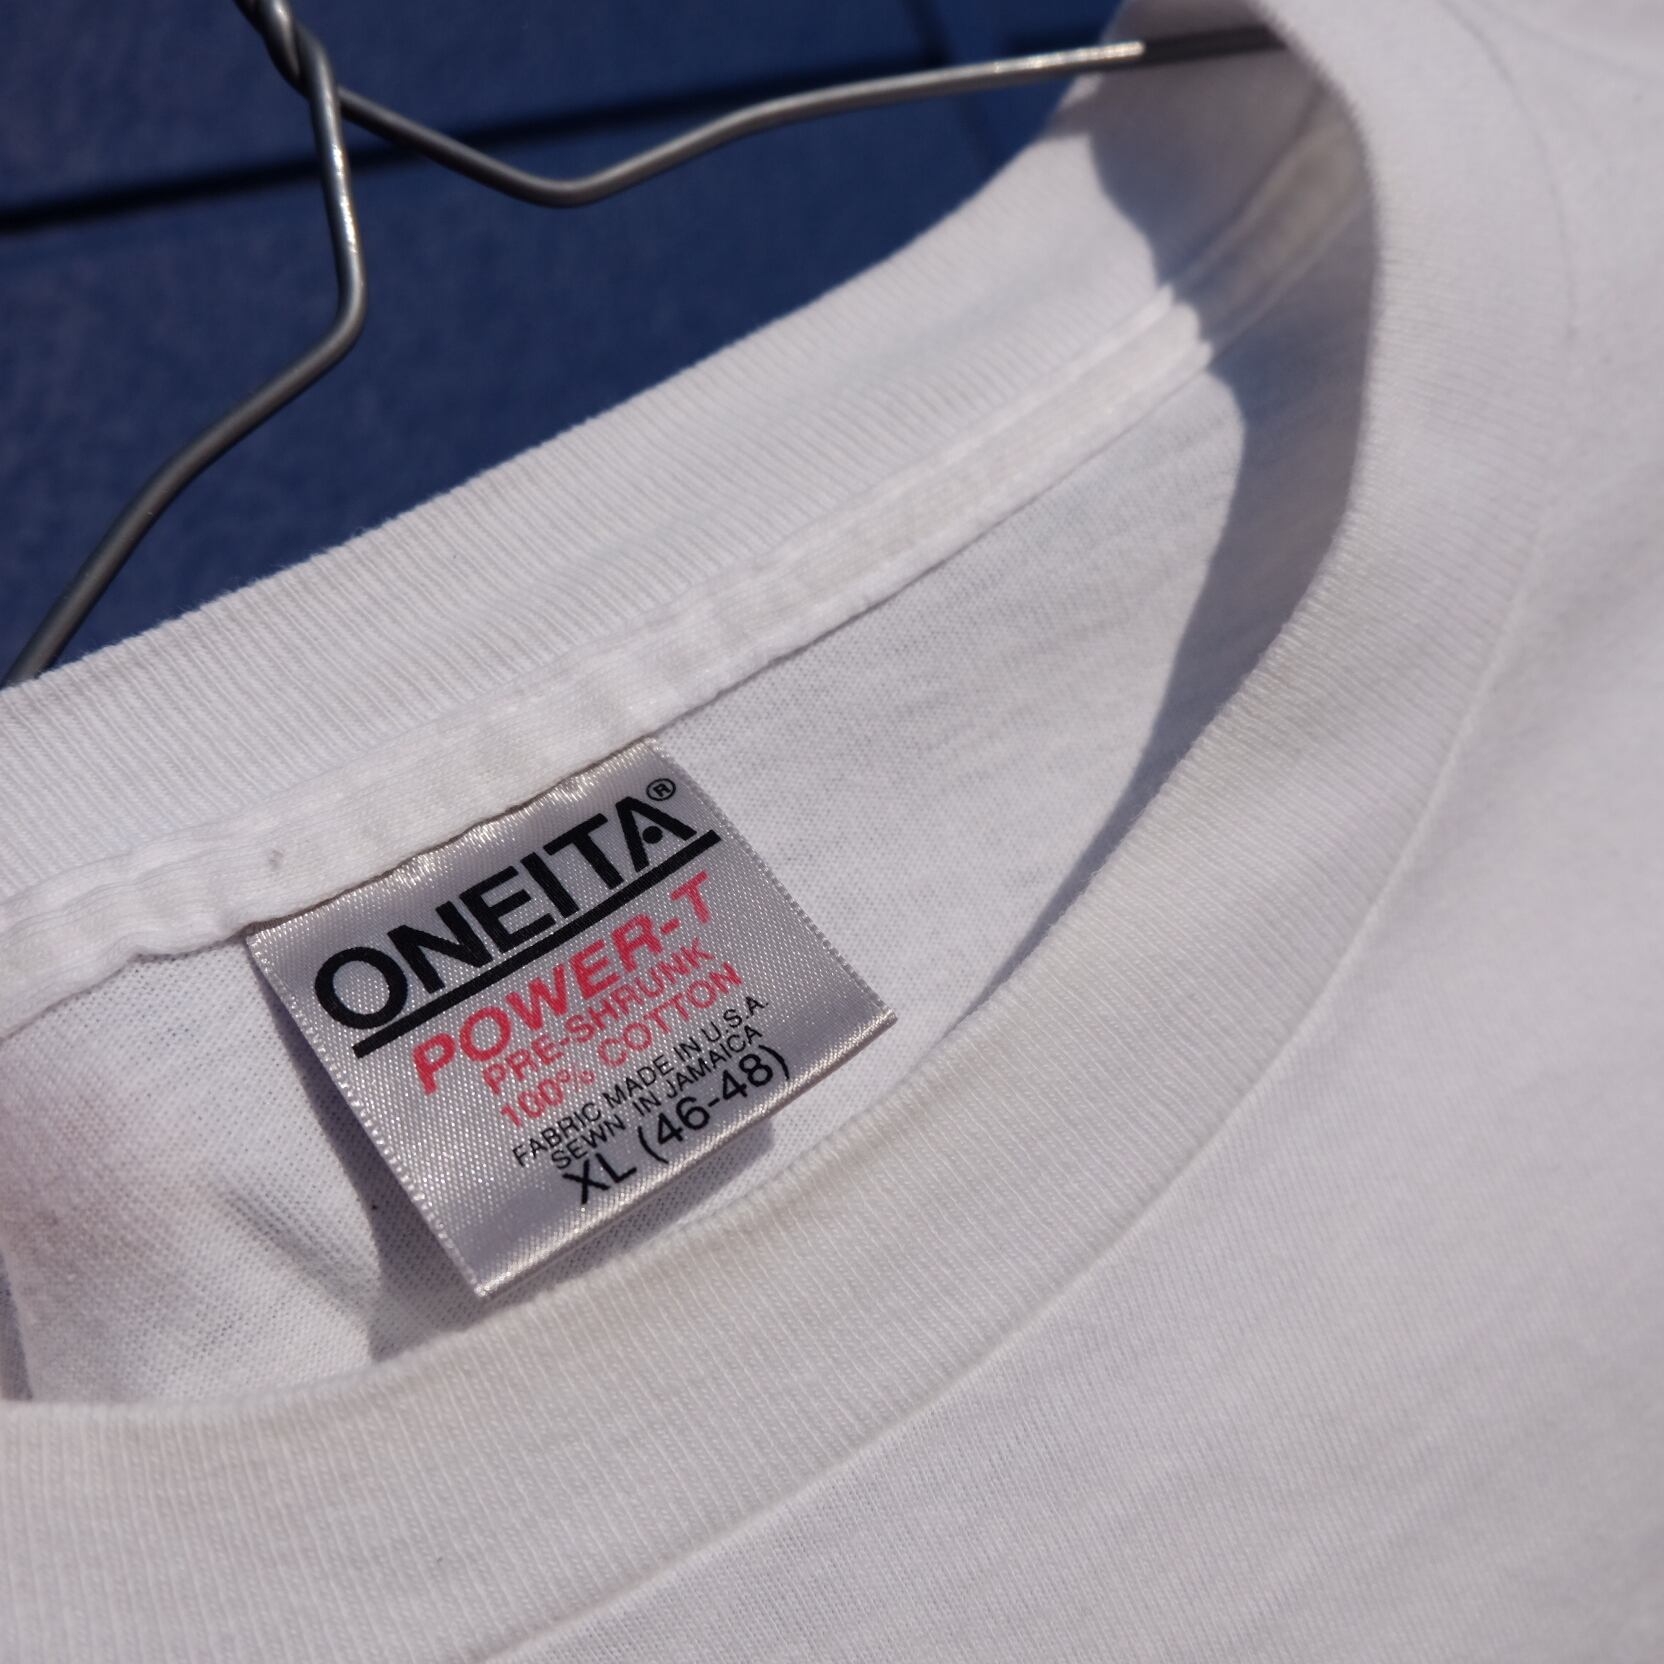 ONEITA®
POWER-T
PRE-SHRUNK
100% COTTON
FABRIC MADE IN U.S.A.
SEWN IN JAMAICA
XL (46-48)